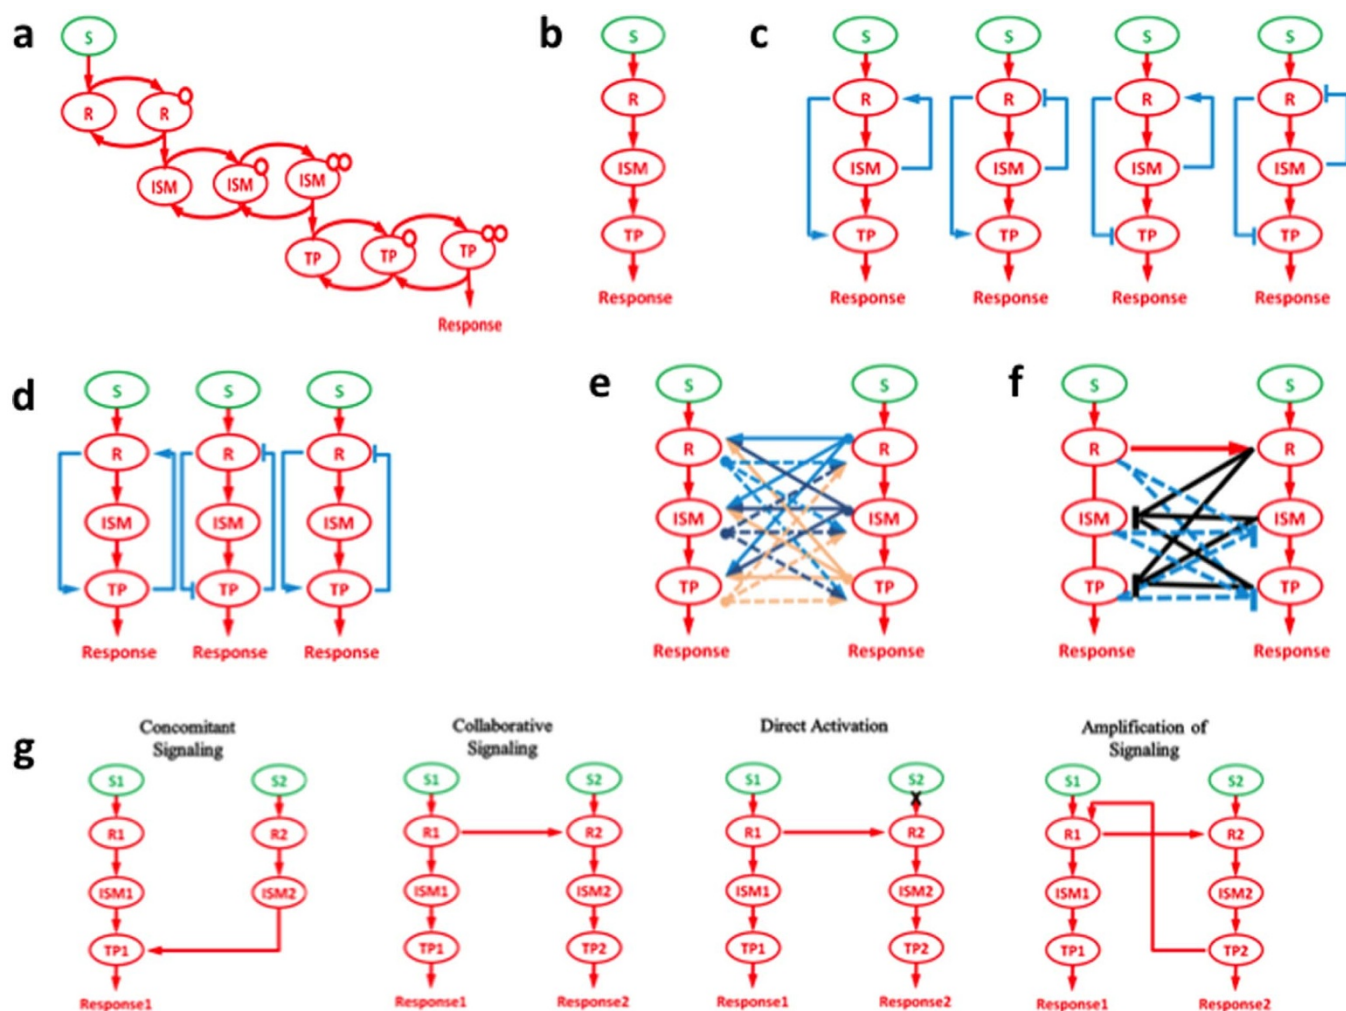 a
S
R
R
ISM
ISM
ISM
TP
TP
TP
Response
b
S
R
ISM
TP
Response
c
S
S
S
S
R
R
R
R
ISM
ISM
ISM
ISM
TP
TP
TP
TP
Response
Response
Response
Response
d
S
S
S
R
R
R
ISM
ISM
ISM
TP
TP
TP
Response
Response
Response
e
S
S
R
R
ISM
ISM
TP
TP
Response
Response
f
S
S
R
R
ISM
ISM
TP
TP
Response
Response
g
Concomitant
Signaling
S1
S2
R1
R2
ISM1
ISM2
TP1
Response1
Collaborative
Signaling
S1
S2
R1
R2
ISM1
ISM2
TP1
TP2
Response1
Response2
Direct Activation
S1
S2
X
R1
R2
ISM1
ISM2
TP1
TP2
Response1
Response2
Amplification of
Signaling
S1
S2
R1
R2
ISM1
ISM2
TP1
TP2
Response1
Response2